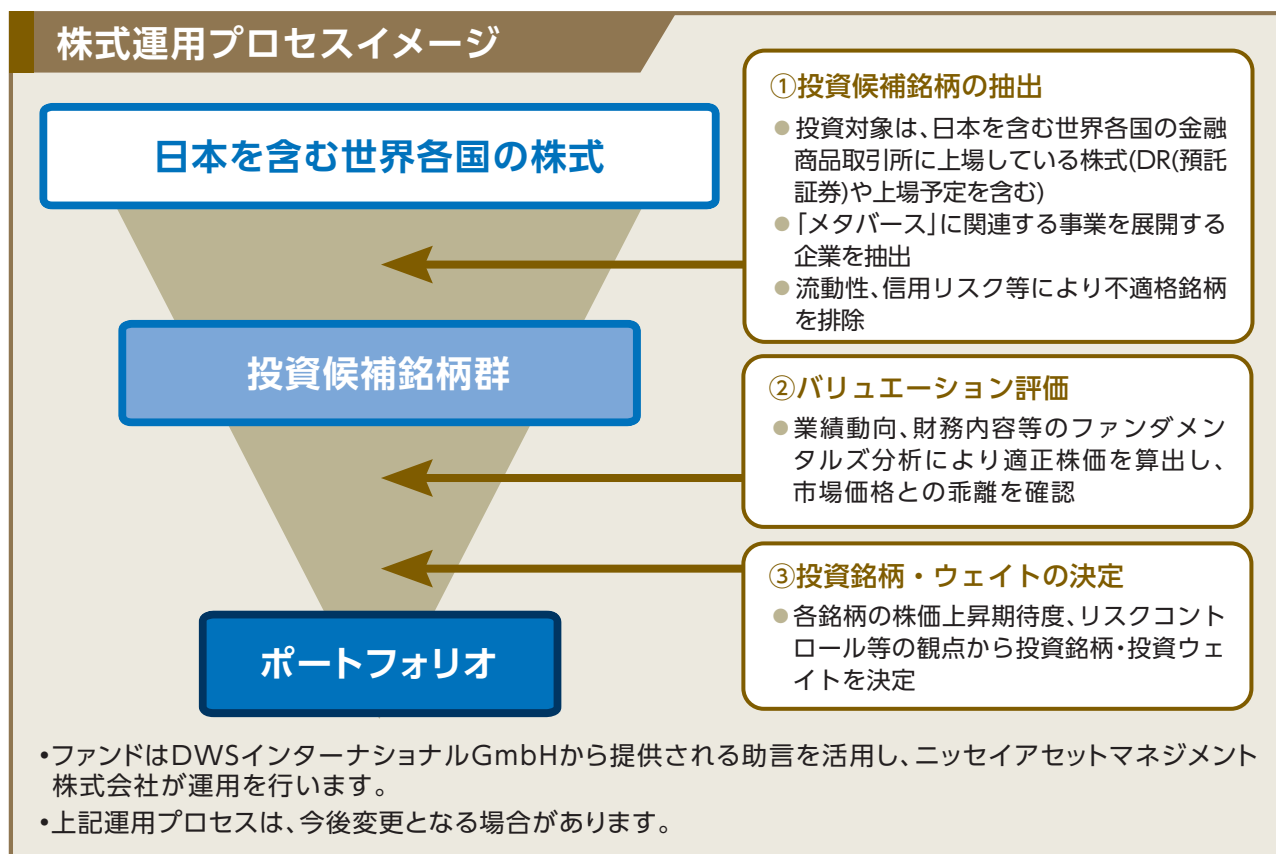 株式運用プロセスイメージ
日本を含む世界各国の株式
投資候補銘柄群
ポートフォリオ
①投資候補銘柄の抽出
●投資対象は、日本を含む世界各国の金融
商品取引所に上場している株式(DR(預託
証券)や上場予定を含む)
●「メタバース」に関連する事業を展開する
企業を抽出
●流動性、信用リスク等により不適格銘柄
を排除
②バリュエーション評価
●業績動向、財務内容等のファンダメン
タルズ分析により適正株価を算出し、
市場価格との乖離を確認
③投資銘柄・ウェイトの決定
●各銘柄の株価上昇期待度、リスクコント
ロール等の観点から投資銘柄・投資ウェ
イトを決定
•ファンドはDWSインターナショナルGmbHから提供される助言を活用し、ニッセイアセットマネジメント
株式会社が運用を行います。
•上記運用プロセスは、今後変更となる場合があります。